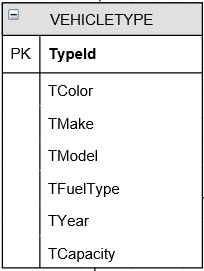 VEHICLETYPE
PK TypeId
TColor
TMake
TModel
TFuelType
TYear
TCapacity